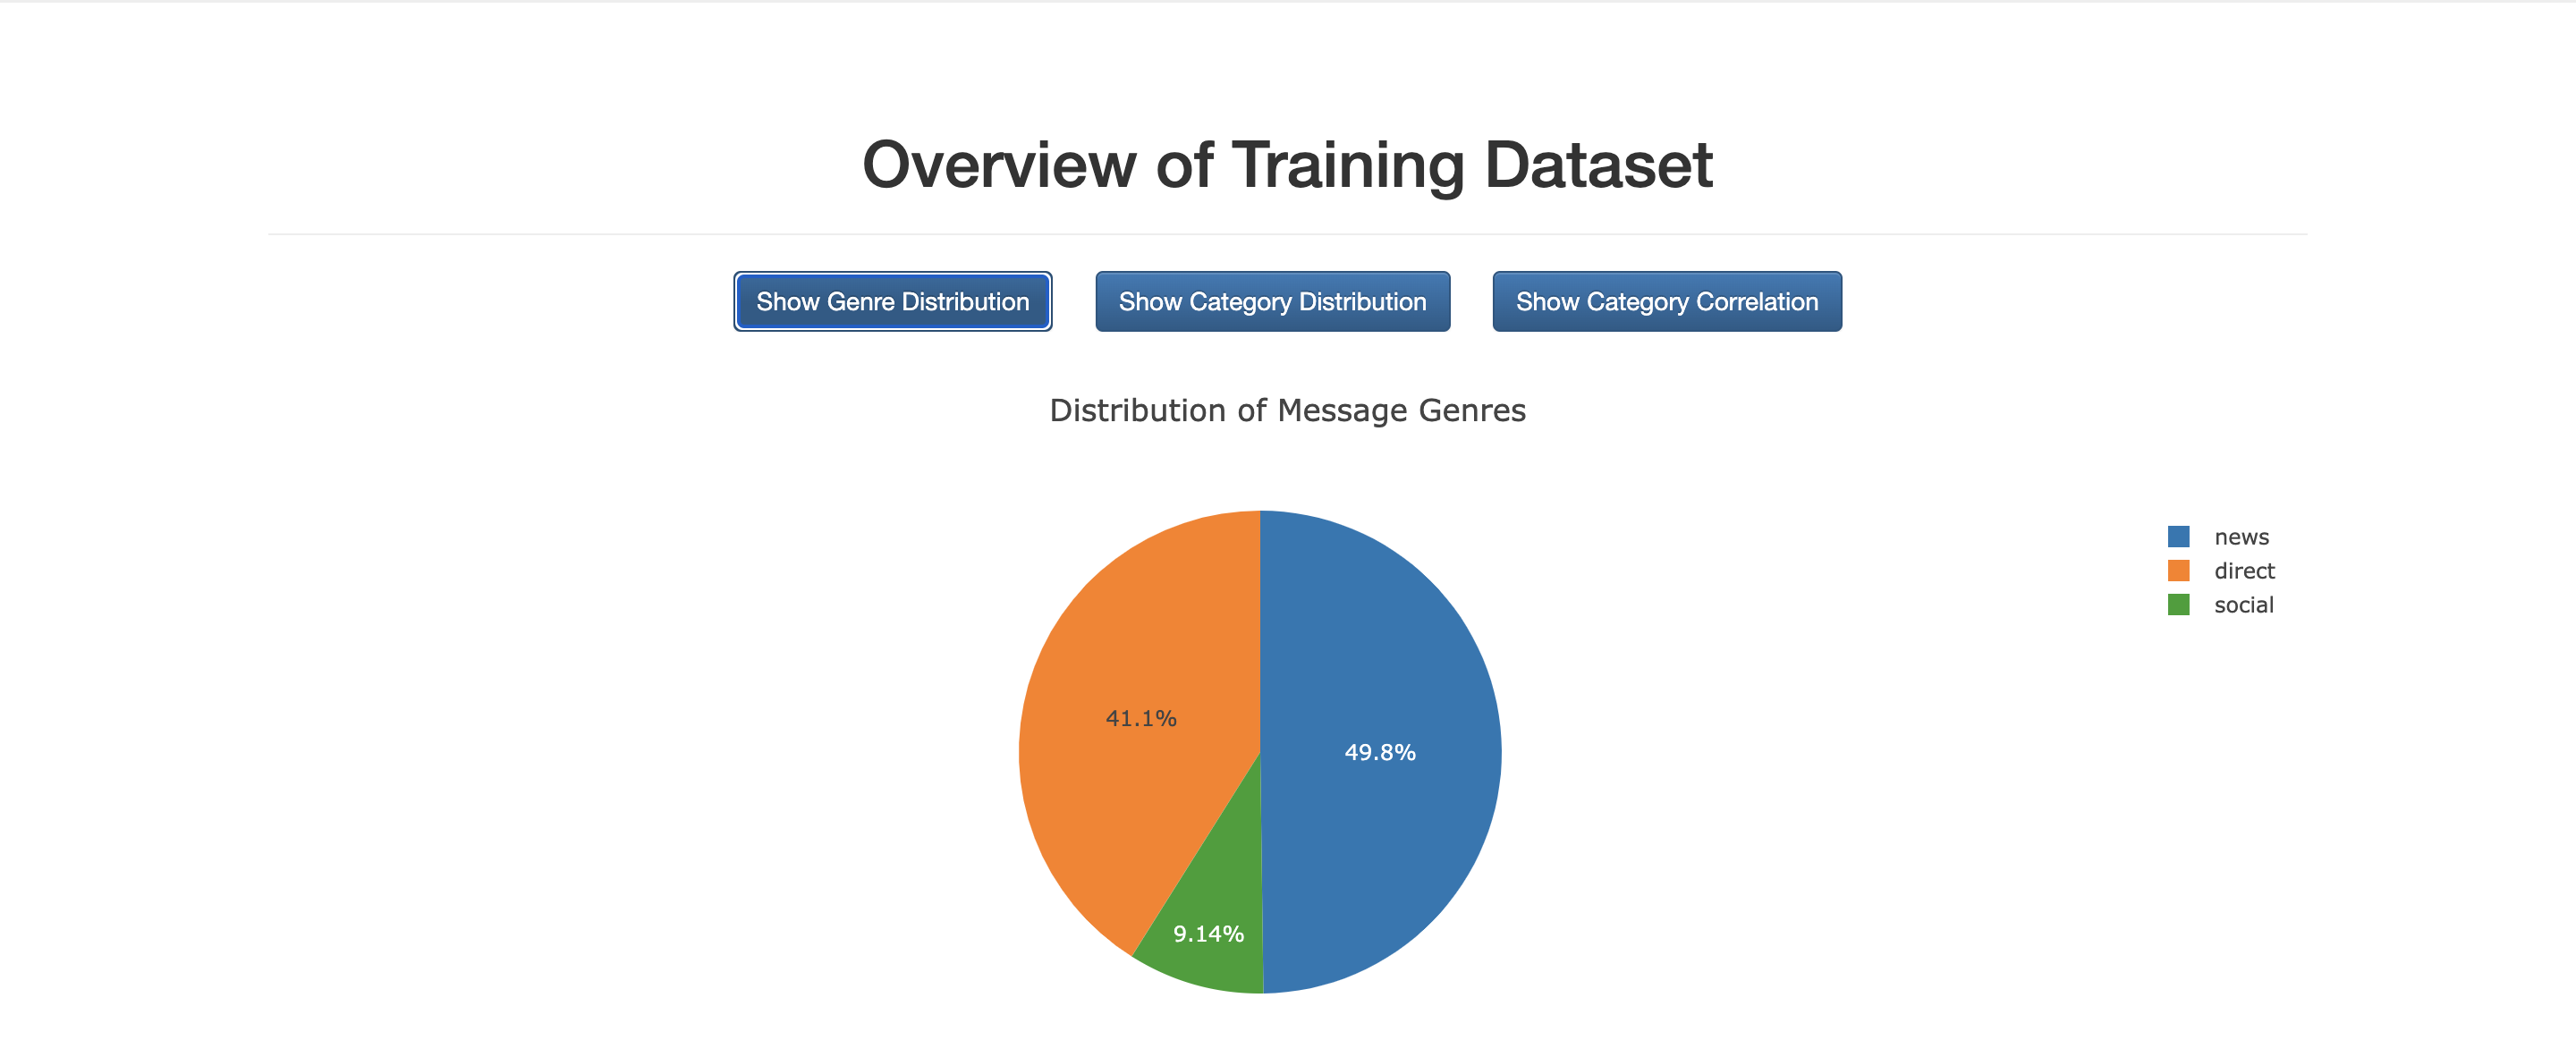 Overview of Training Dataset
Show Genre Distribution
Show Category Distribution
Show Category Correlation
Distribution of Message Genres
news
direct
social
41.1%
49.8%
9.14%